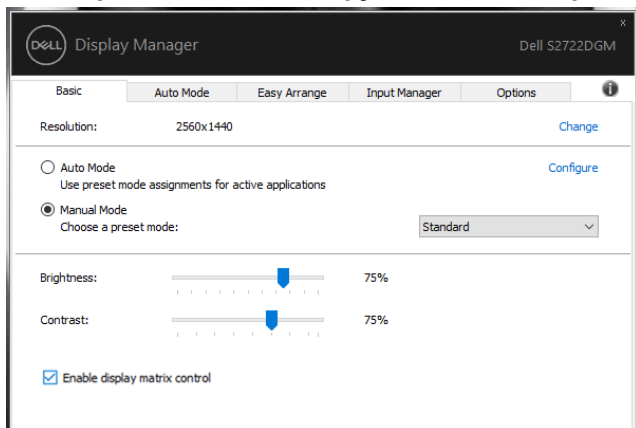 DELL Display Manager
Dell S2722DGM
x
Basic Auto Mode Easy Arrange Input Manager Options i
Resolution: 2560x1440 Change
Auto Mode Configure
Use preset mode assignments for active applications
Manual Mode
Choose a preset mode: Standard
Brightness: 75%
Contrast: 75%
Enable display matrix control